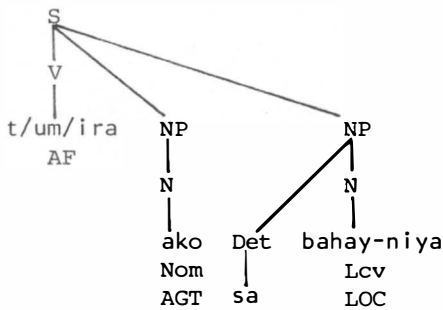 S
V
t/um/ira NP NP
AF
N N
ako Det bahay-niya
Nom Lcv
AGT sa LOC